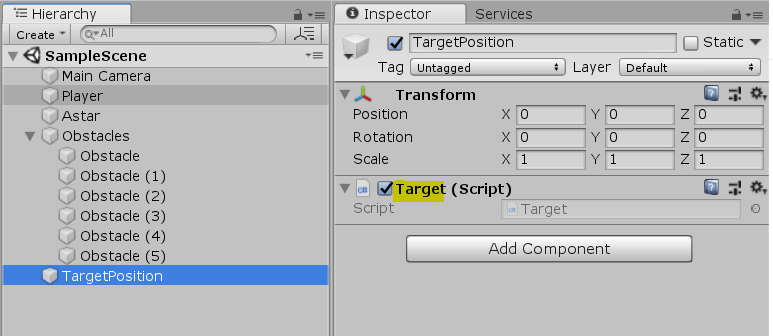 Hierarchy
Create
All
SampleScene
Main Camera
Player
Astar
Obstacles
Obstacle
Obstacle (1)
Obstacle (2)
Obstacle (3)
Obstacle (4)
Obstacle (5)
TargetPosition
Inspector Services
TargetPosition Static
Tag Untagged Layer Default
Transform
Position X 0 Y 0 Z 0
Rotation X 0 Y 0 Z 0
Scale X 1 Y 1 Z 1
c# Target (Script)
Script c# Target
Add Component